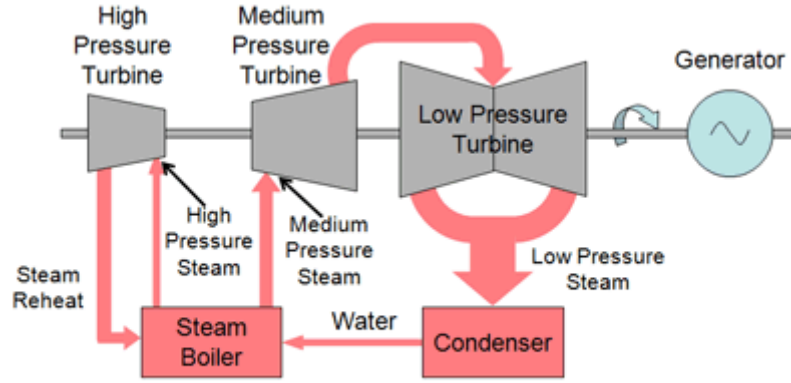 High
Pressure
Turbine
Medium
Pressure
Turbine
Generator
Low Pressure
Turbine
High
Pressure
Steam
Medium
Pressure
Steam
Low Pressure
Steam
Steam
Reheat
Steam
Boiler
Water
Condenser